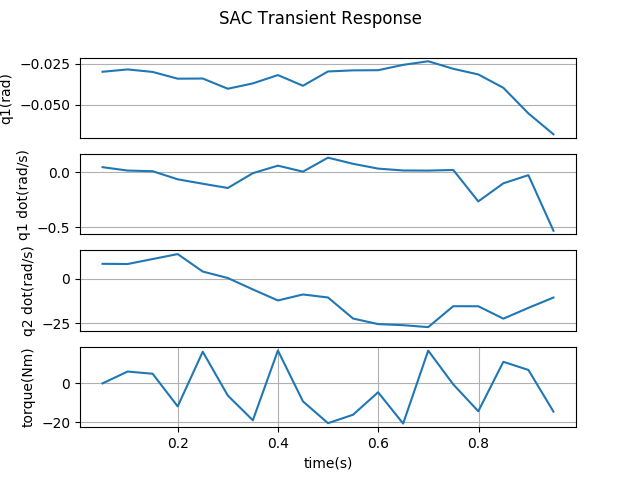 SAC Transient Response
q1(rad)
−0.025
−0.050
q1 dot(rad/s)
0.0
−0.5
q2 dot(rad/s)
0
−25
torque(Nm)
0
−20
0.2 0.4 0.6 0.8
time(s)